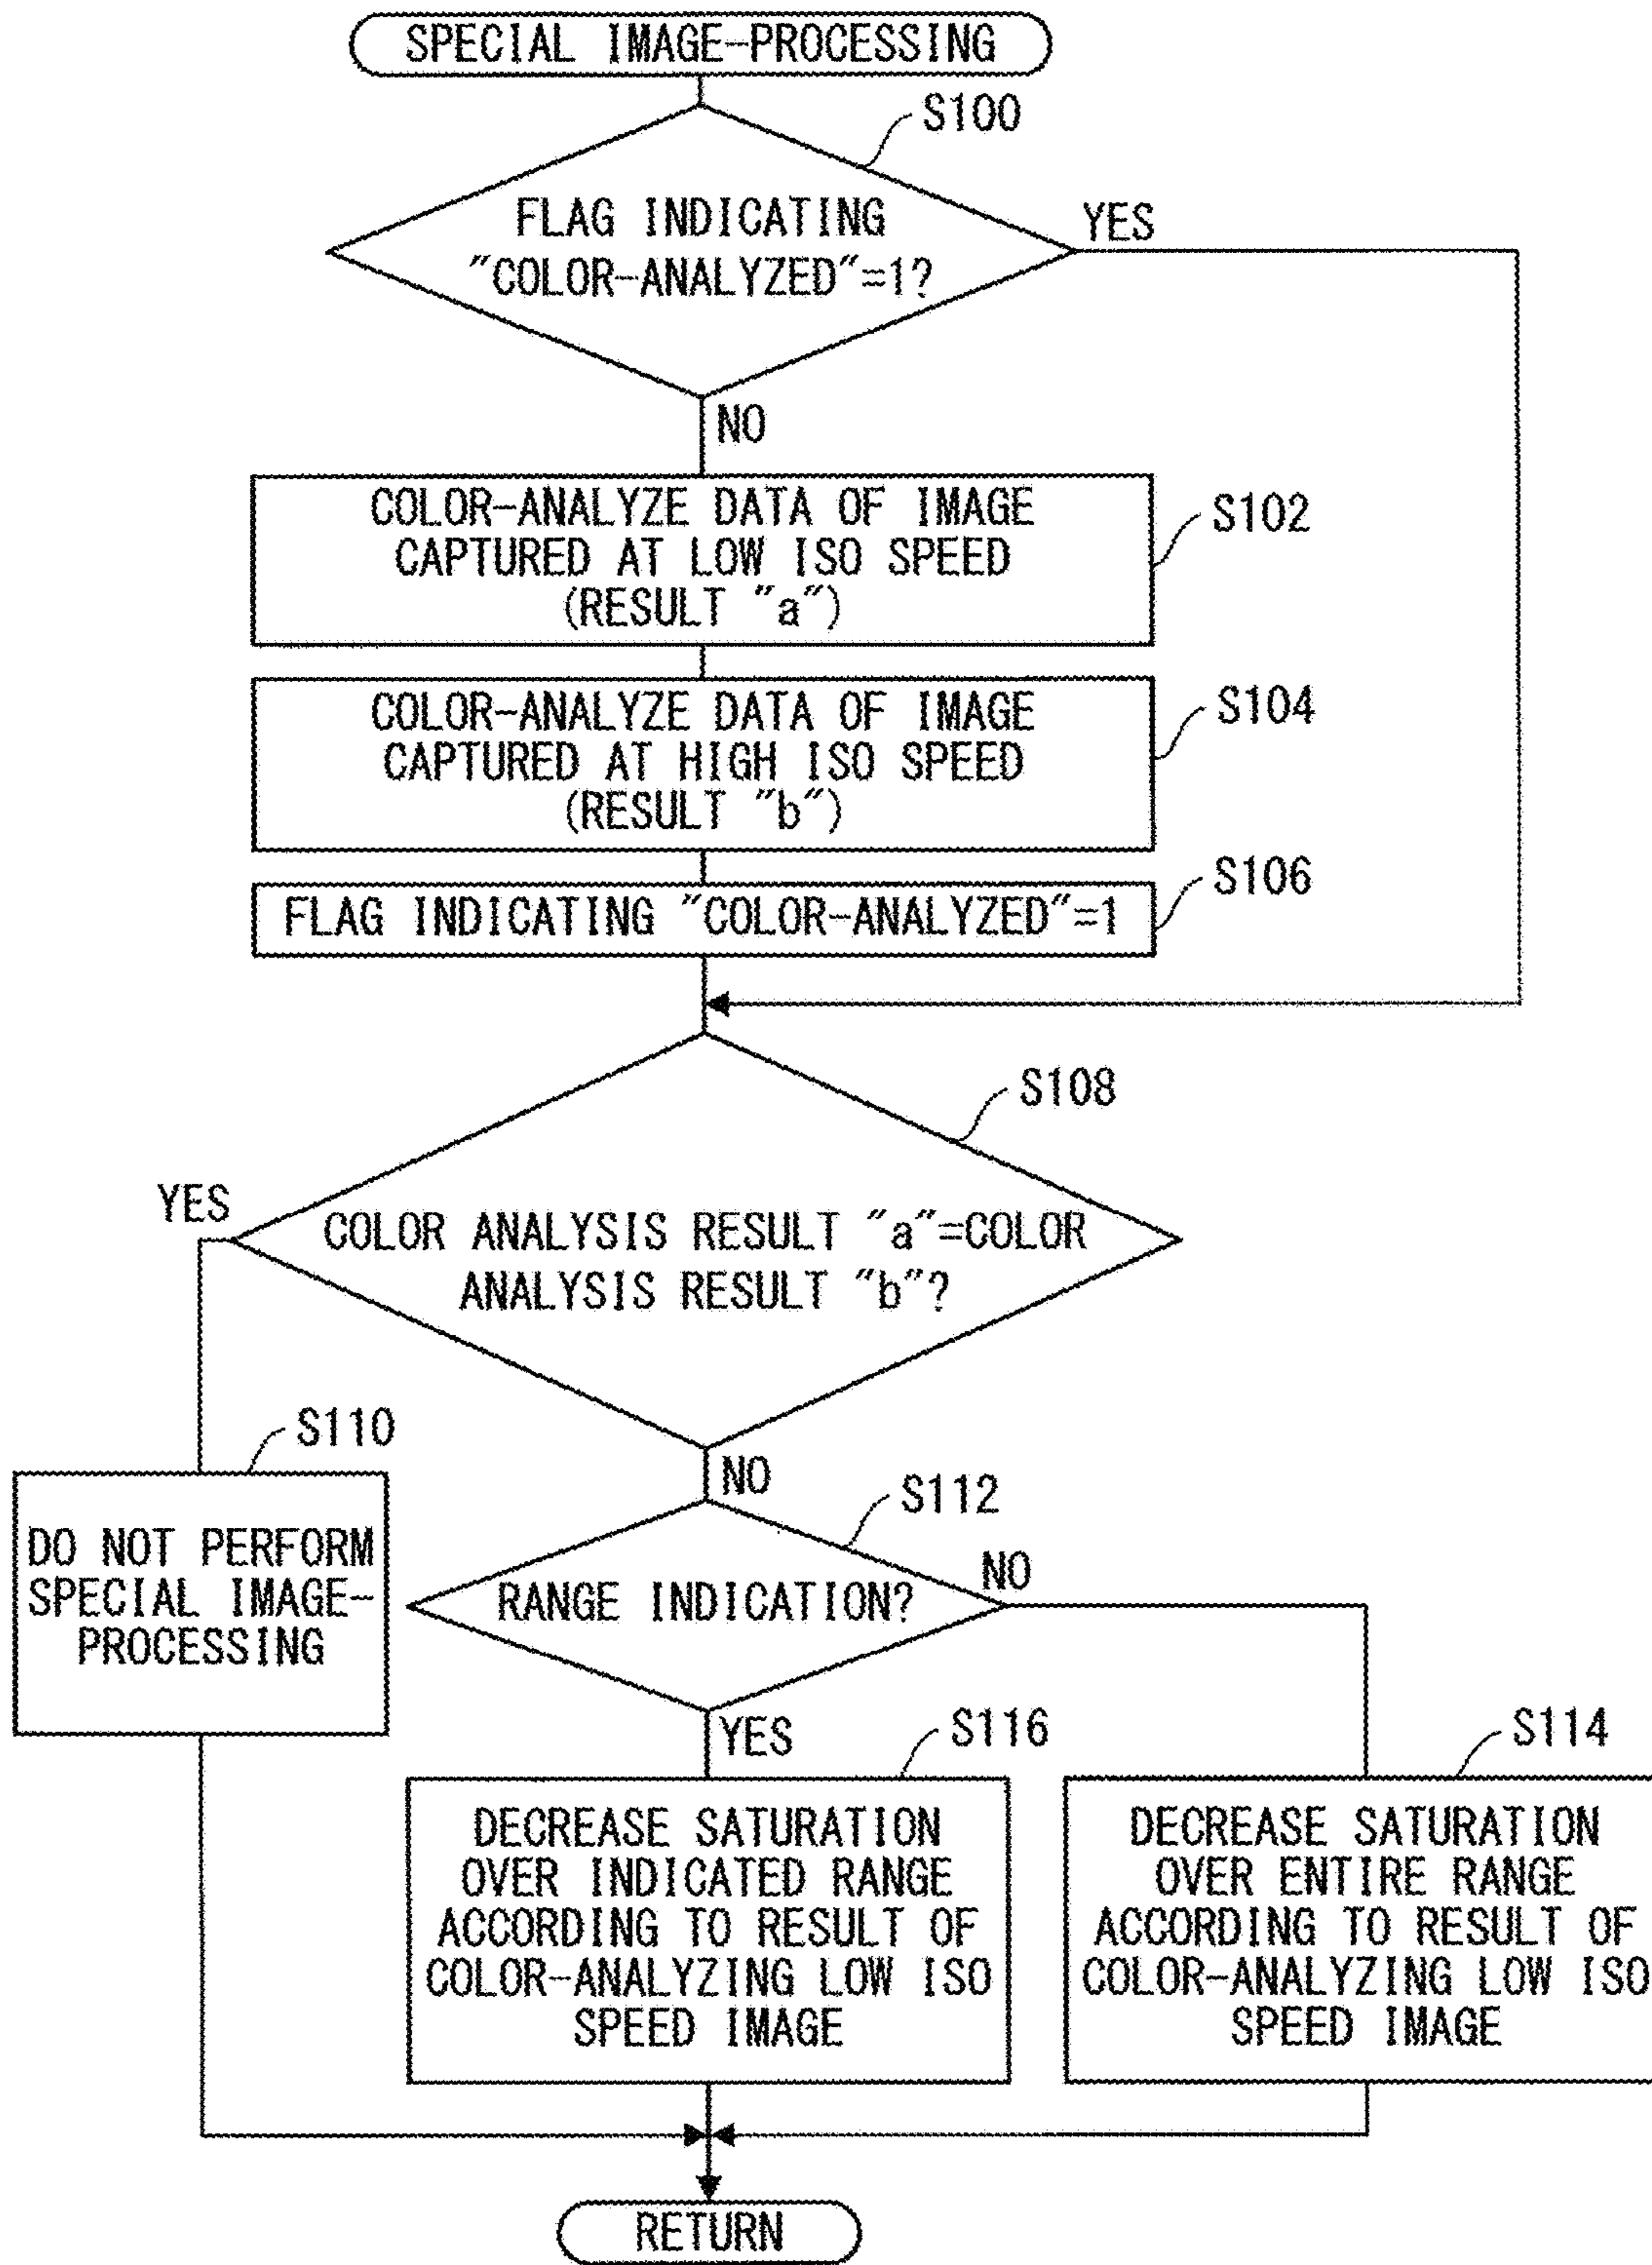 SPECIAL IMAGE-PROCESSING
S100
FLAG INDICATING
"COLOR-ANALYZED"=1?
YES
NO
COLOR-ANALYZE DATA OF IMAGE
CAPTURED AT LOW ISO SPEED
(RESULT "a")
S102
COLOR-ANALYZE DATA OF IMAGE
CAPTURED AT HIGH ISO SPEED
(RESULT "b")
S104
FLAG INDICATING "COLOR-ANALYZED"=1
S106
S108
YES
COLOR ANALYSIS RESULT "a"=COLOR
ANALYSIS RESULT "b"?
NO
S110
DO NOT PERFORM
SPECIAL IMAGE-
PROCESSING
S112
RANGE INDICATION?
NO
YES
S116
DECREASE SATURATION
OVER INDICATED RANGE
ACCORDING TO RESULT OF
COLOR-ANALYZING LOW ISO
SPEED IMAGE
S114
DECREASE SATURATION
OVER ENTIRE RANGE
ACCORDING TO RESULT OF
COLOR-ANALYZING LOW ISO
SPEED IMAGE
RETURN